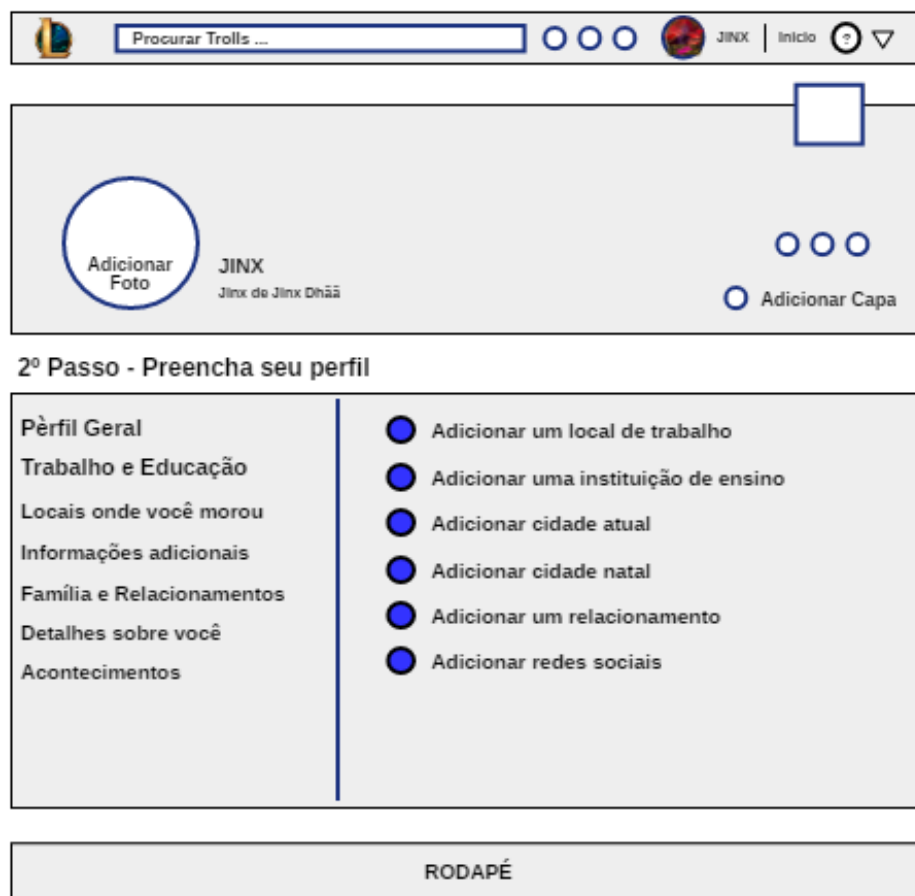 Procurar Trolls ...
JINX
Inicio
?
Adicionar
Foto
JINX
Jinx de Jinx Dhãã
Adicionar Capa
2º Passo - Preencha seu perfil
Pèrfil Geral
Trabalho e Educação
Locais onde você morou
Informações adicionais
Família e Relacionamentos
Detalhes sobre você
Acontecimentos
Adicionar um local de trabalho
Adicionar uma instituição de ensino
Adicionar cidade atual
Adicionar cidade natal
Adicionar um relacionamento
Adicionar redes sociais
RODAPÉ